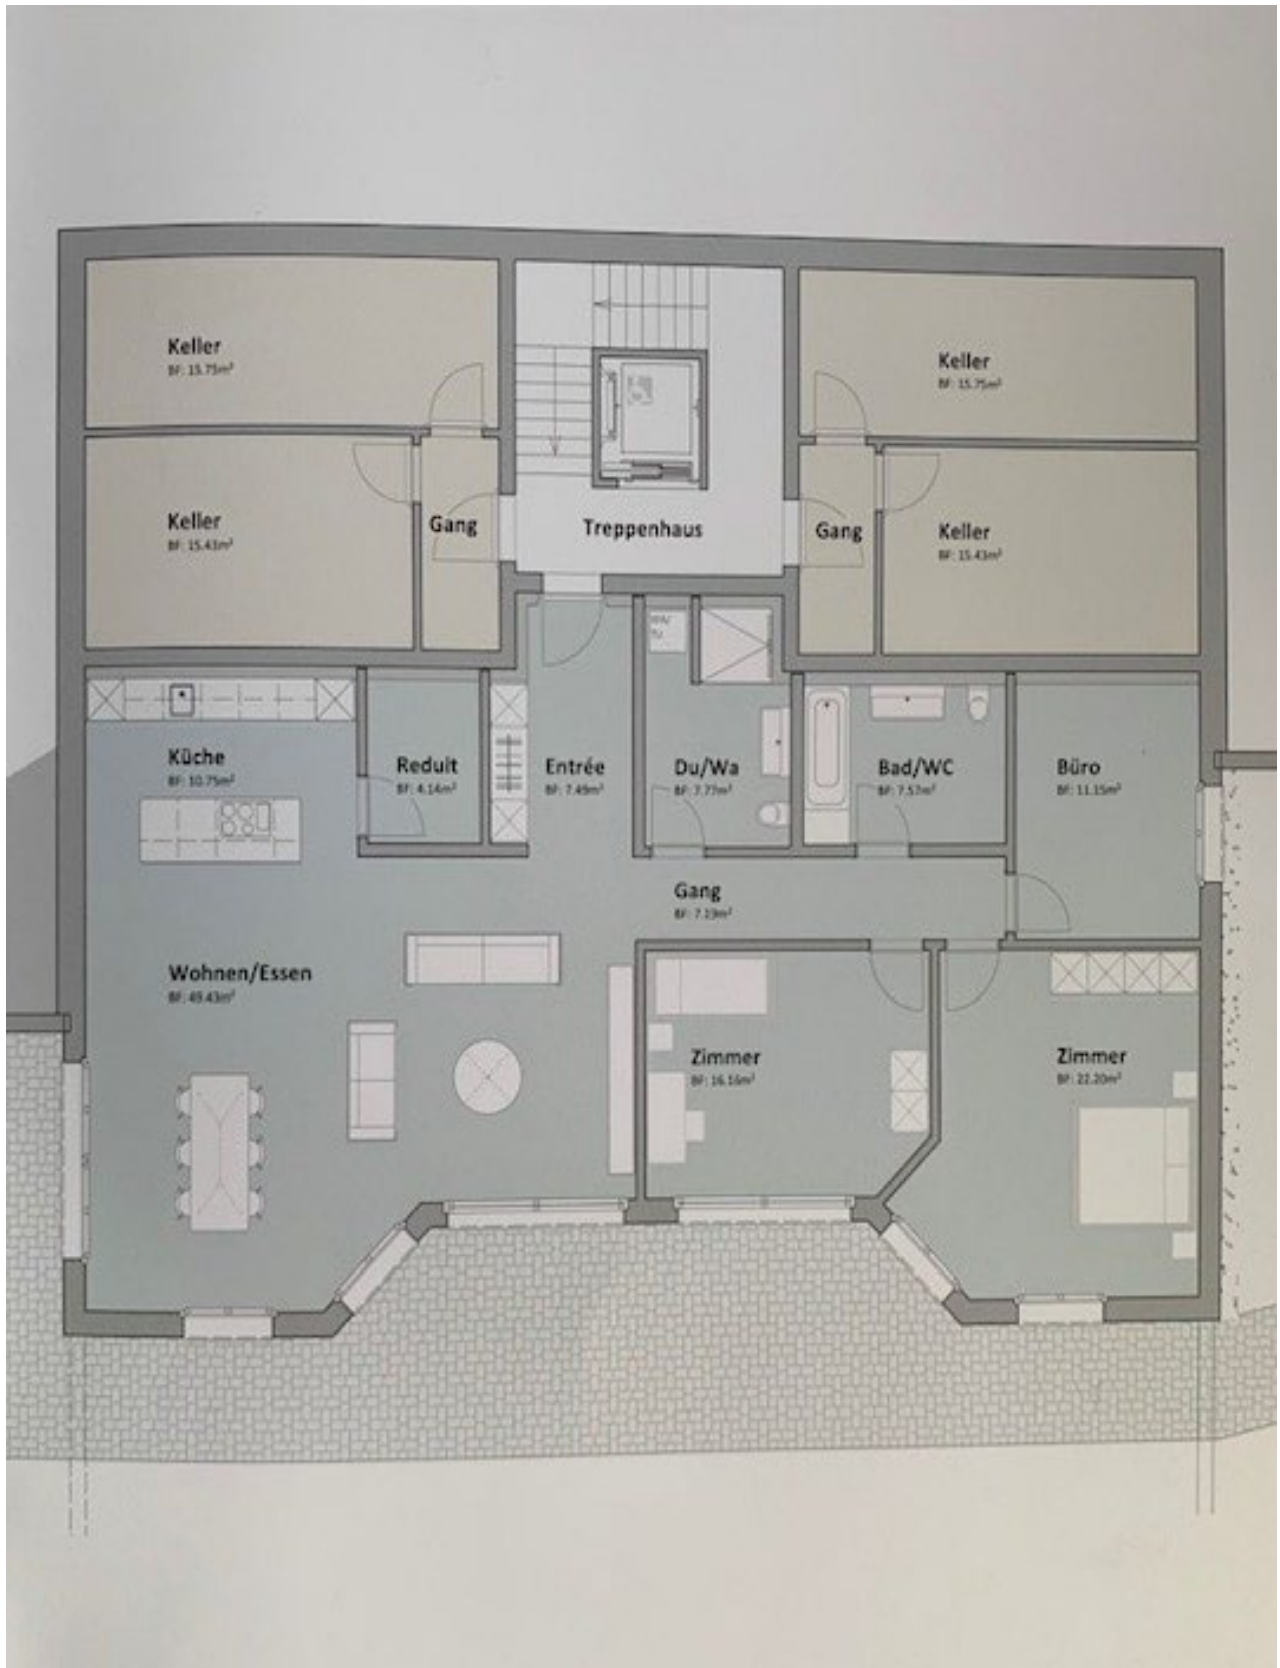 Keller
BF: 15.75m²
Keller
BF: 15.75m²
Keller
BF: 15.43m²
Gang
Treppenhaus
Gang
Keller
BF: 15.43m²
Küche
BF: 10.75m²
Reduit
BF: 4.14m²
Entrée
BF: 7.49m²
Du/Wa
BF: 7.77m²
Bad/WC
BF: 7.57m²
Büro
BF: 11.15m²
Gang
BF: 7.19m²
Wohnen/Essen
BF: 49.43m²
Zimmer
BF: 16.16m²
Zimmer
BF: 22.20m²